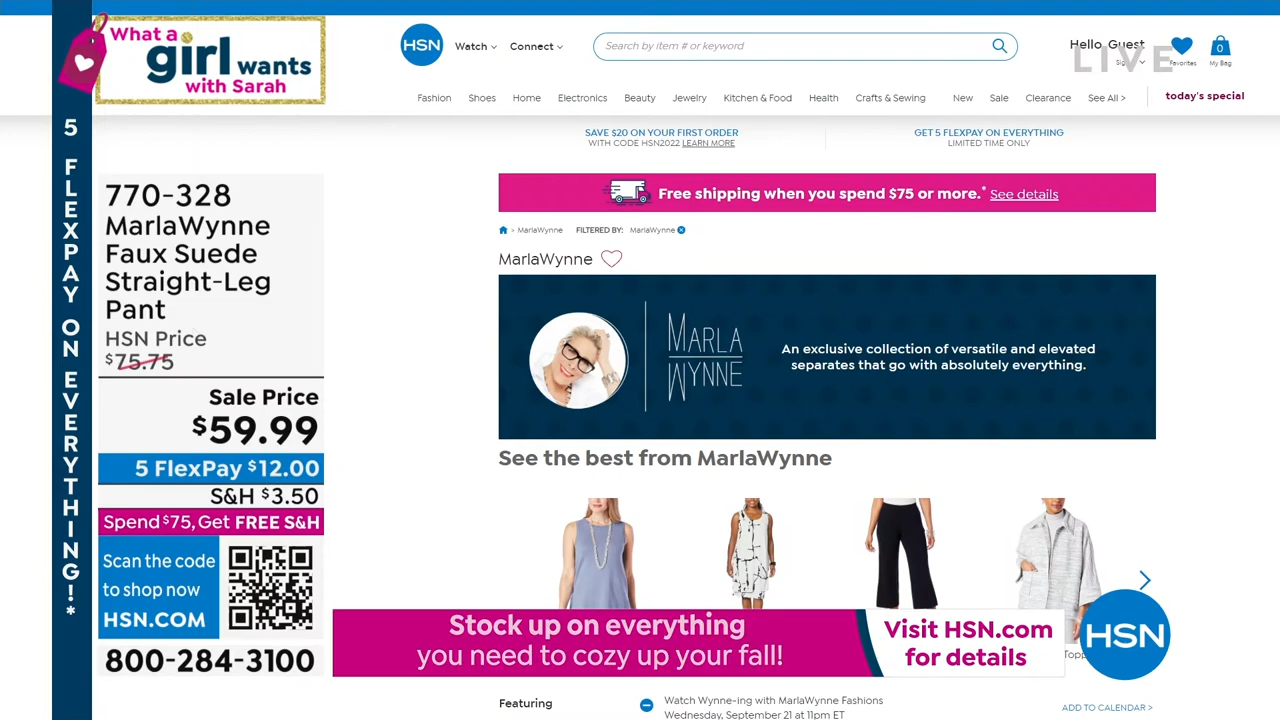 What a
girl wants
with Sarah
5 FLEXPAY ON EVERYTHING!*
770-328
MarlaWynne
Faux Suede
Straight-Leg
Pant
HSN Price
$75.75
Sale Price
$59.99
5 FlexPay $12.00
S&H $3.50
Spend $75, Get FREE S&H
Scan the code
to shop now
HSN.COM
800-284-3100
HSN
Watch
Connect
Search by item # or keyword
Hello, Guest
LIVE
Favorites
0
My Bag
Fashion Shoes Home Electronics Beauty Jewelry Kitchen & Food Health Crafts & Sewing New Sale Clearance See All > today's special
SAVE $20 ON YOUR FIRST ORDER
WITH CODE HSN2022 LEARN MORE
GET 5 FLEXPAY ON EVERYTHING
LIMITED TIME ONLY
Free shipping when you spend $75 or more.* See details
> MarlaWynne FILTERED BY: MarlaWynne
MarlaWynne
MARLA
WYNNE
An exclusive collection of versatile and elevated
separates that go with absolutely everything.
See the best from MarlaWynne
Stock up on everything
you need to cozy up your fall!
Visit HSN.com
for details
HSN
Featuring
Watch Wynne-ing with MarlaWynne Fashions
Wednesday, September 21 at 11pm ET
ADD TO CALENDAR >